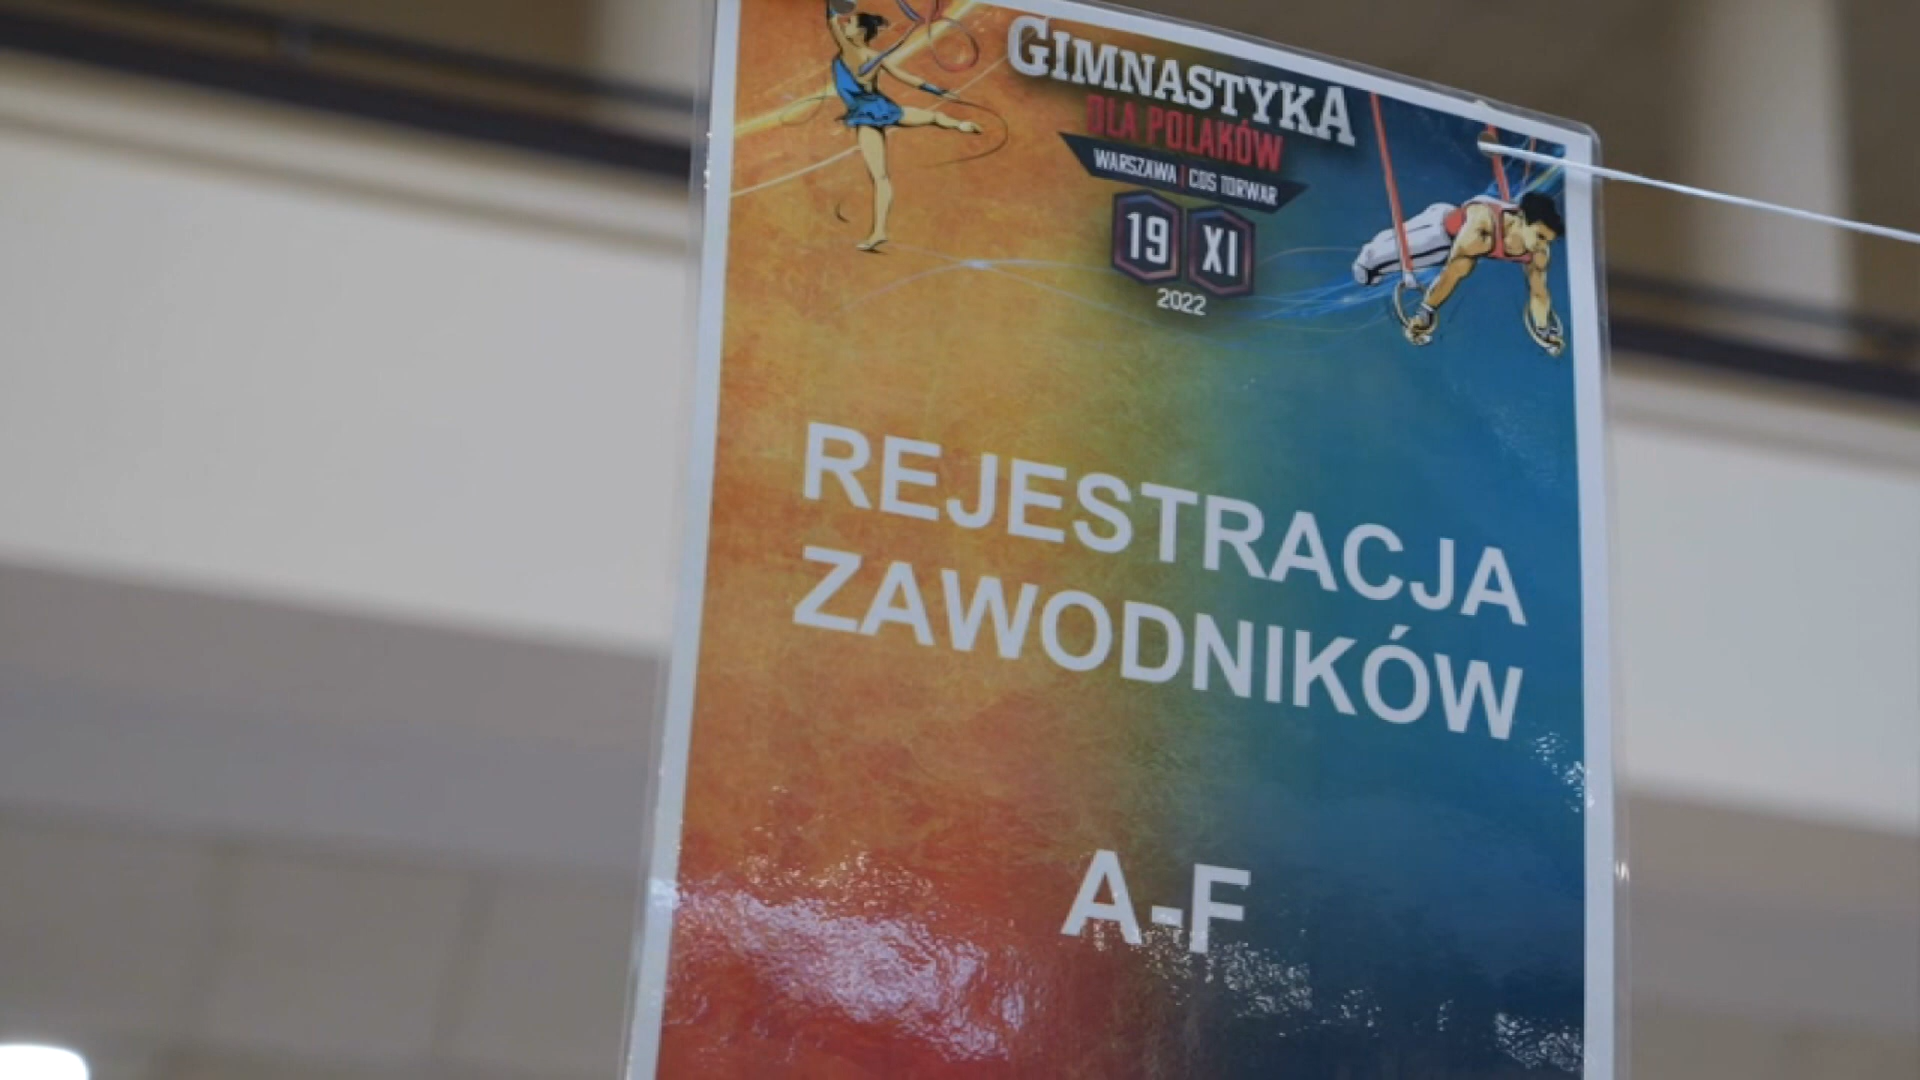 GIMNASTYKA
DLA POLAKÓW
WARSZAWA | COS TORWAR
19 XI
2022
REJESTRACJA
ZAWODNIKÓW
A-F